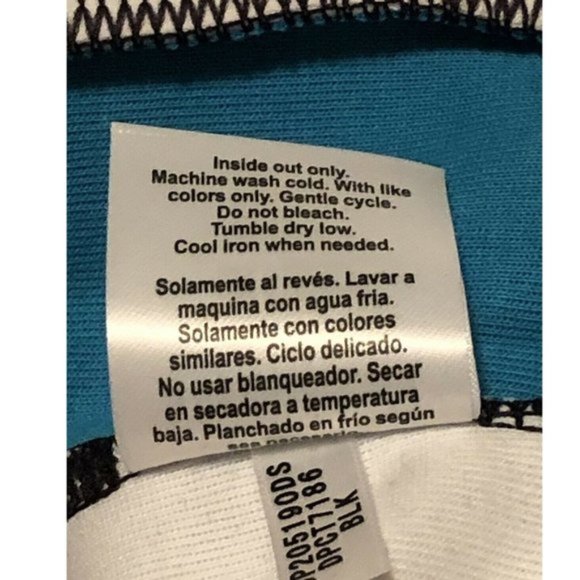 Inside out only.
Machine wash cold. With like
colors only. Gentle cycle.
Do not bleach.
Tumble dry low.
Cool iron when needed.
Solamente al revés. Lavar a
maquina con agua fria.
Solamente con colores
similares. Ciclo delicado.
No usar blanqueador. Secar
en secadora a temperatura
baja. Planchado en frío según
P205190DS
DPCT7186
BLK